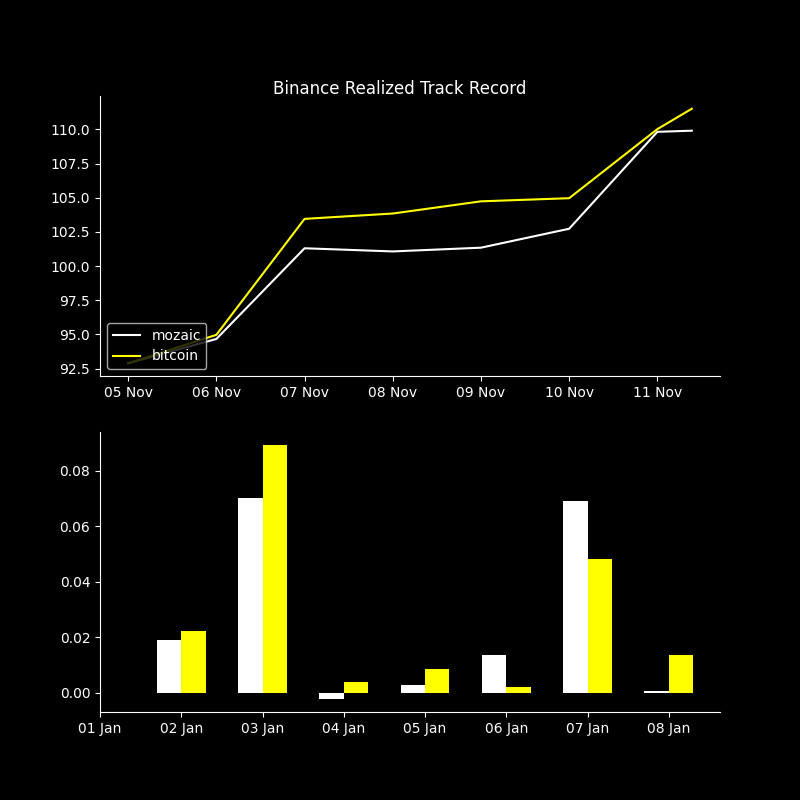 Binance Realized Track Record
110.0
107.5
105.0
102.5
100.0
97.5
95.0
92.5
mozaic
bitcoin
05 Nov 06 Nov 07 Nov 08 Nov 09 Nov 10 Nov 11 Nov
0.08
0.06
0.04
0.02
0.00
01 Jan 02 Jan 03 Jan 04 Jan 05 Jan 06 Jan 07 Jan 08 Jan